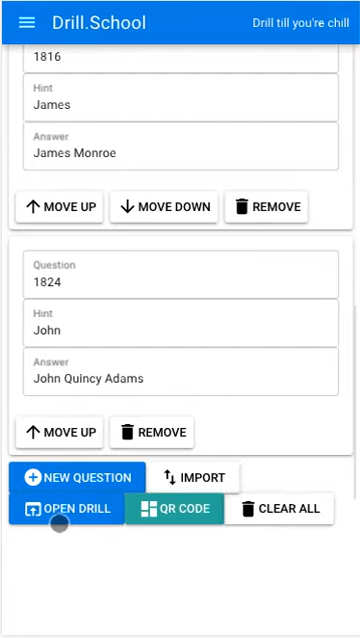 Drill.School
Drill till you're chill
1816
Hint
James
Answer
James Monroe
MOVE UP
MOVE DOWN
REMOVE
Question
1824
Hint
John
Answer
John Quincy Adams
MOVE UP
REMOVE
NEW QUESTION
IMPORT
OPEN DRILL
QR CODE
CLEAR ALL